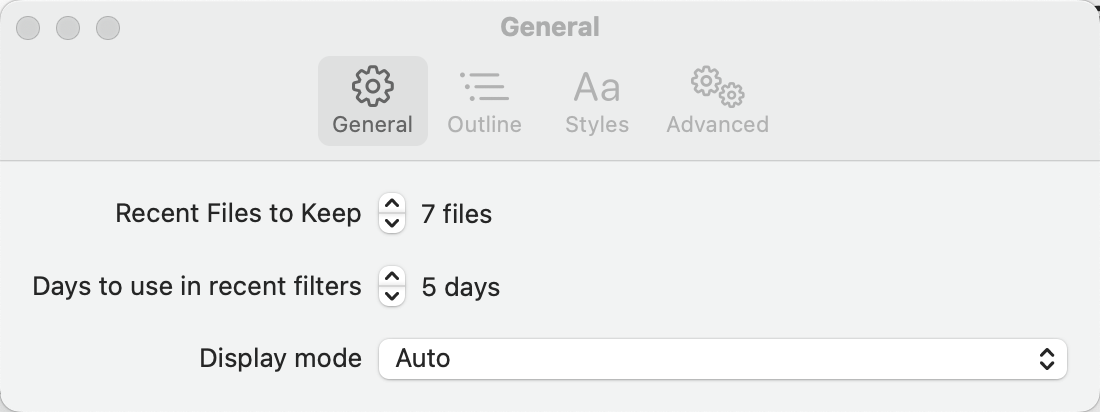 General
General Outline Styles Advanced
Recent Files to Keep 7 files
Days to use in recent filters 5 days
Display mode Auto